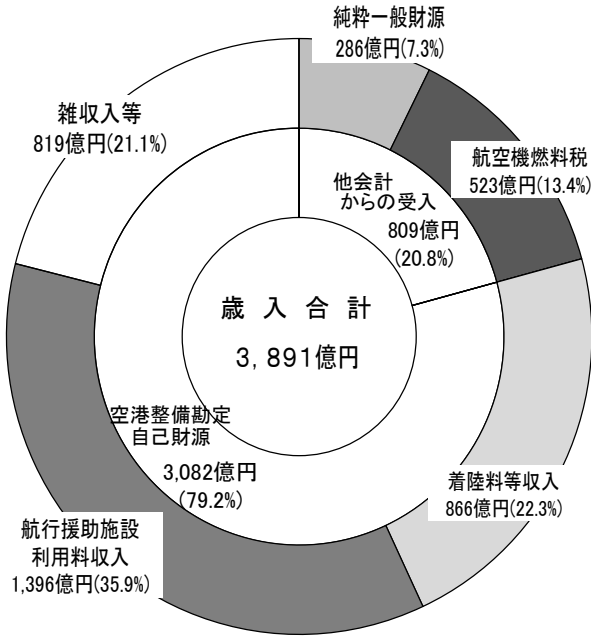 純粋一般財源
286億円(7.3%)
雑収入等
819億円(21.1%)
航空機燃料税
523億円(13.4%)
他会計
からの受入
809億円
(20.8%)
歳入合計
3,891億円
空港整備勘定
自己財源
3,082億円
(79.2%)
着陸料等収入
866億円(22.3%)
航行援助施設
利用料収入
1,396億円(35.9%)